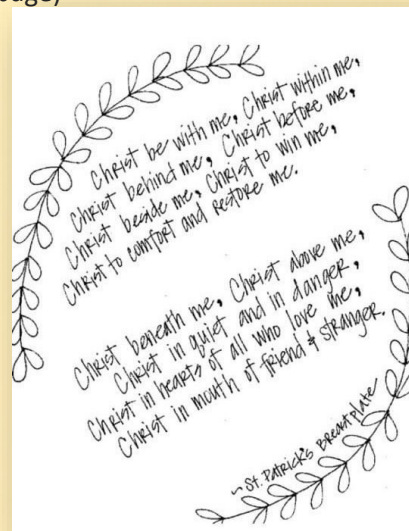 Christ be with me, Christ within me,
Christ behind me, Christ before me,
Christ beside me, Christ to win me,
Christ to comfort and restore me.
Christ beneath me, Christ above me,
Christ in quiet and in danger,
Christ in hearts of all who love me,
Christ in mouth of friend & stranger.
~St. Patrick's Breastplate